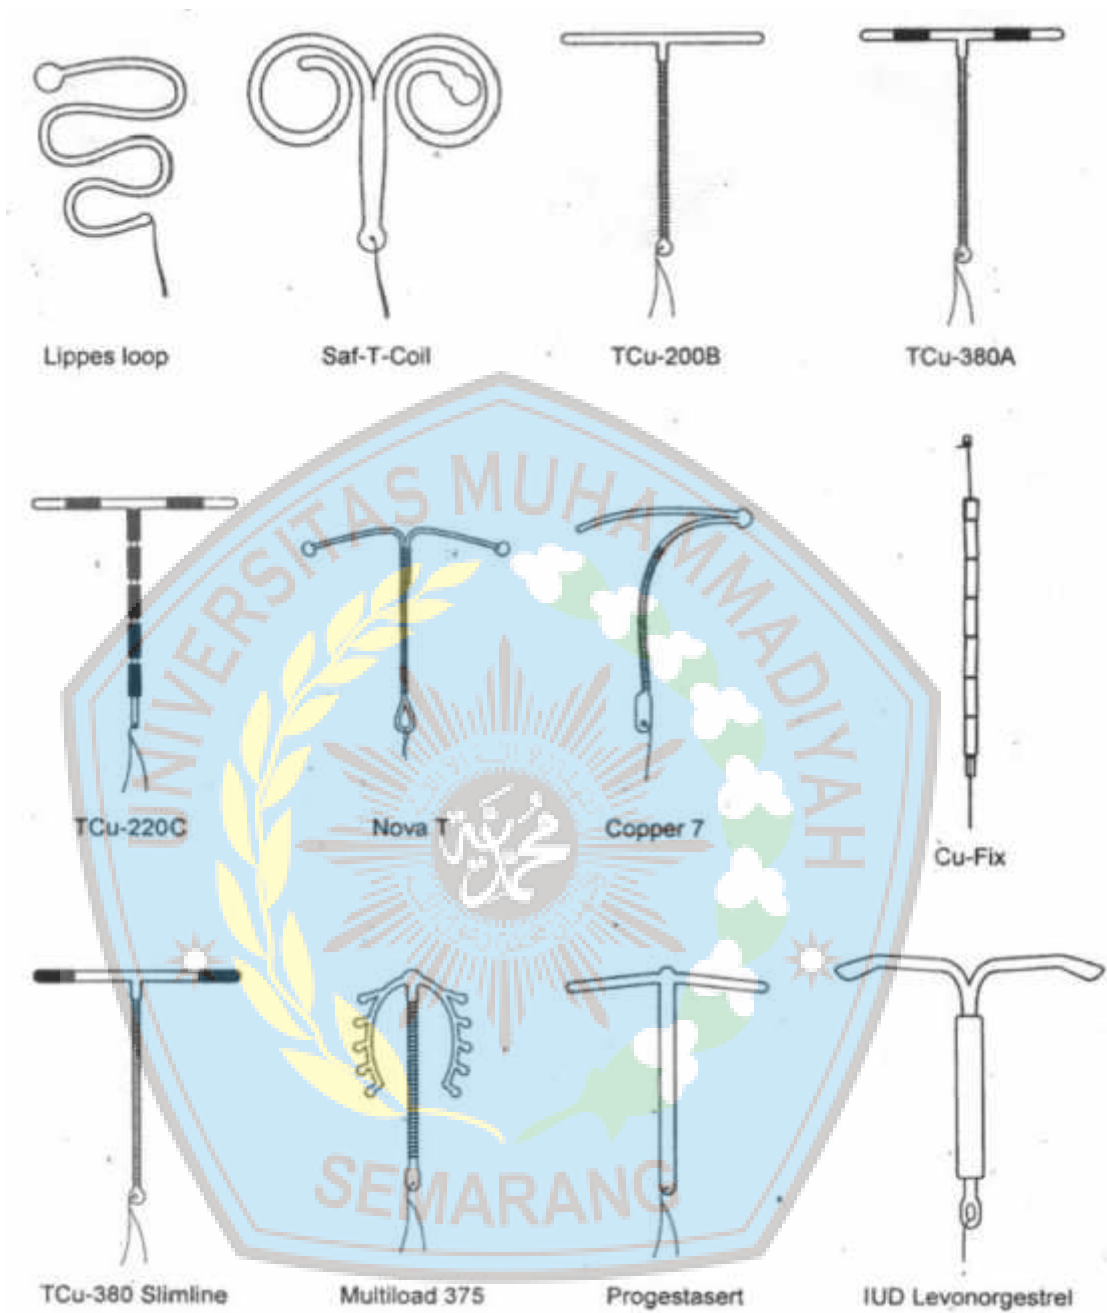 Lippes loop
Saf-T-Coil
TCu-200B
TCu-380A
UNIVERSITAS MUHAMMADIYAH
TCu-220C
Nova T
Copper 7
Cu-Fix
SEMARANG
TCu-380 Slimline
Multiload 375
Progestasert
IUD Levonorgestrel